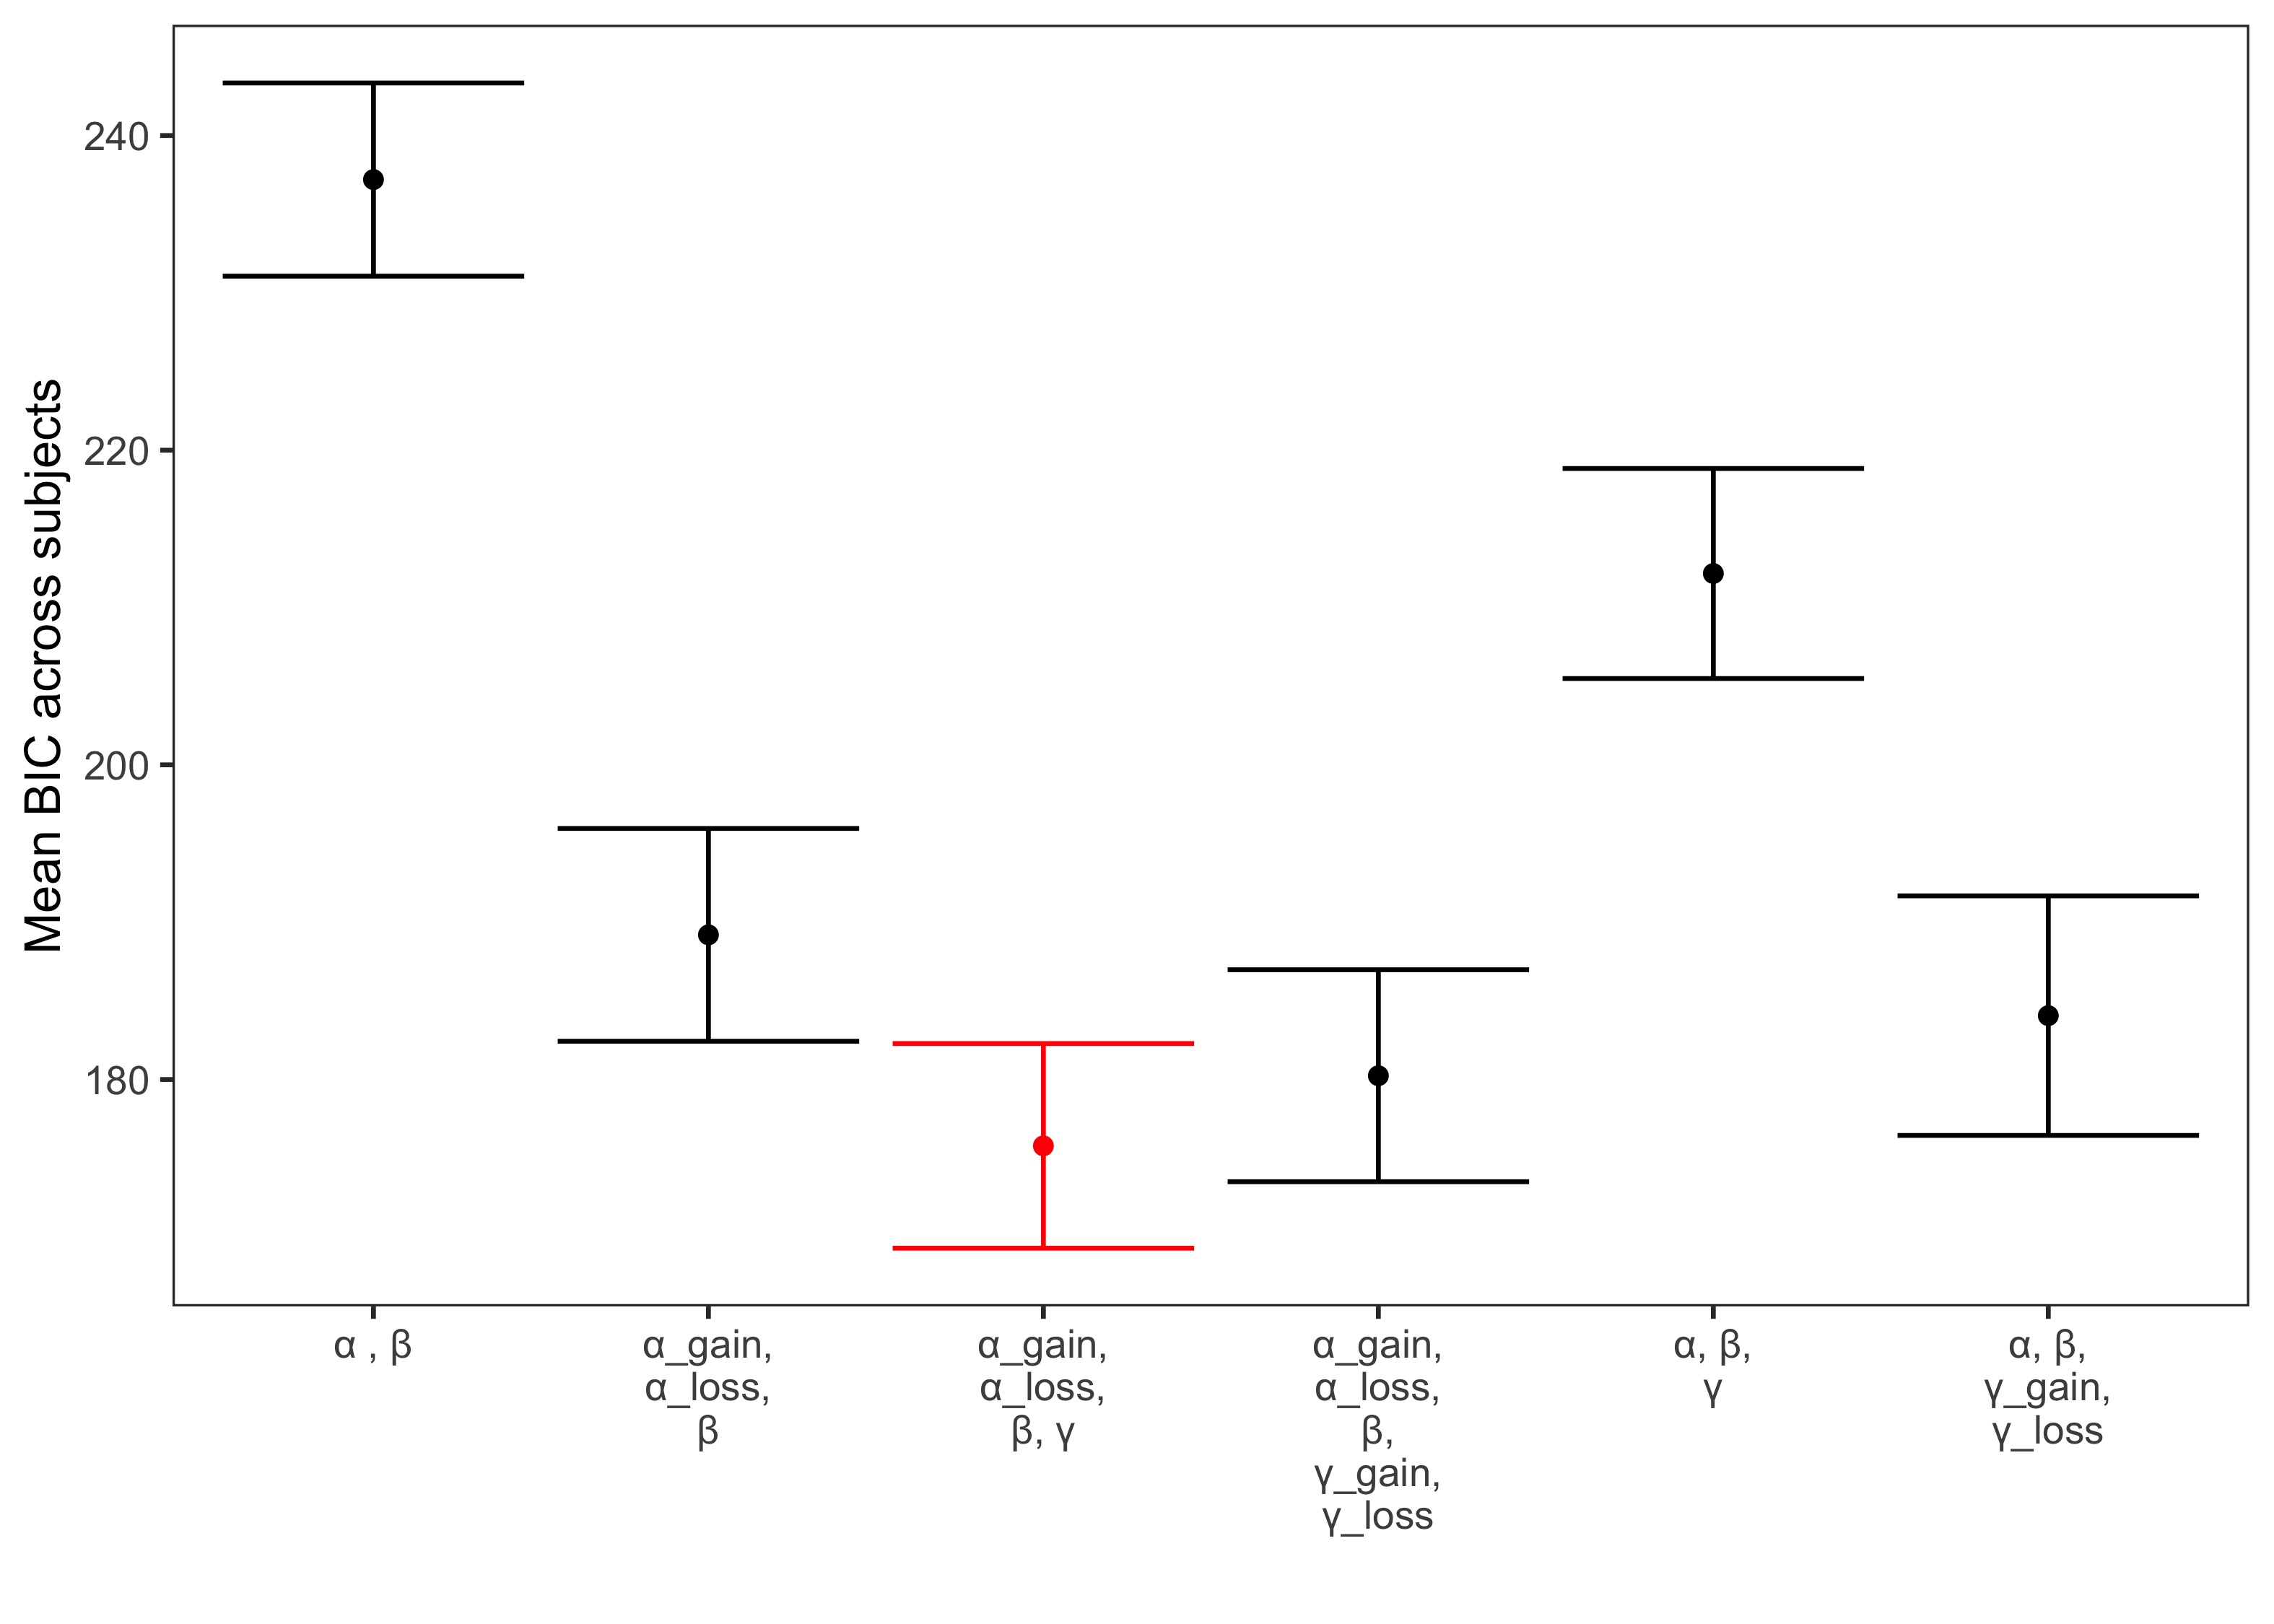 Mean BIC across subjects
240
220
200
180
α , β
α_gain,
α_loss,
β
α_gain,
α_loss,
β, γ
α_gain,
α_loss,
β,
γ_gain,
γ_loss
α, β,
γ
α, β,
γ_gain,
γ_loss